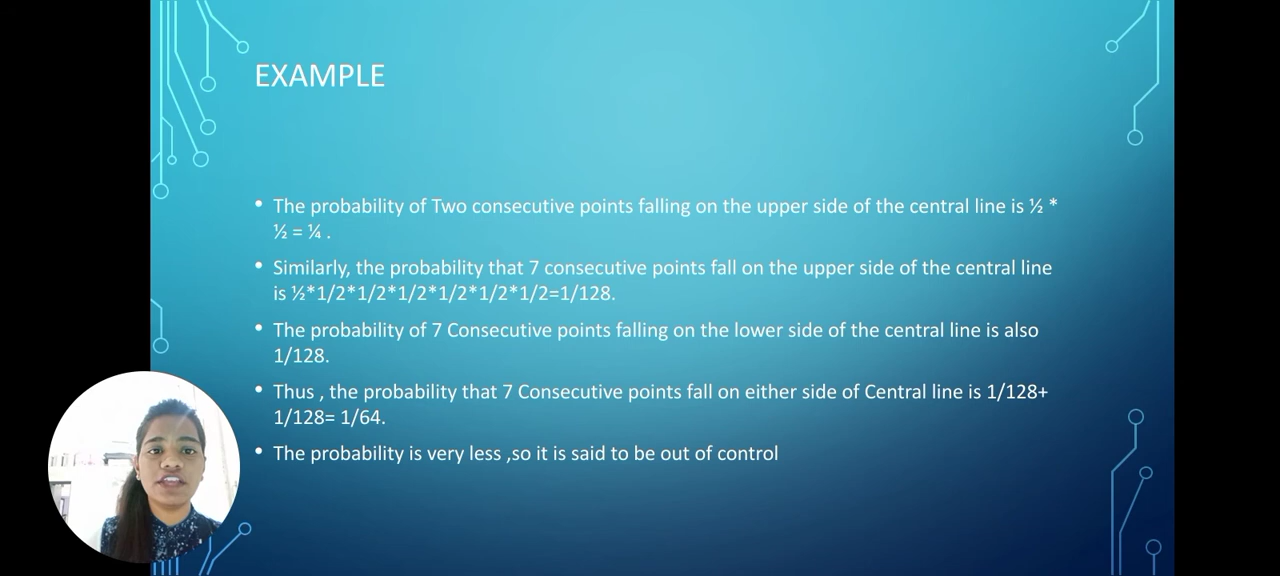 EXAMPLE
• The probability of Two consecutive points falling on the upper side of the central line is ½ *
½ = ¼ .
• Similarly, the probability that 7 consecutive points fall on the upper side of the central line
is ½*1/2*1/2*1/2*1/2*1/2*1/2=1/128.
• The probability of 7 Consecutive points falling on the lower side of the central line is also
1/128.
• Thus , the probability that 7 Consecutive points fall on either side of Central line is 1/128+
1/128= 1/64.
• The probability is very less ,so it is said to be out of control